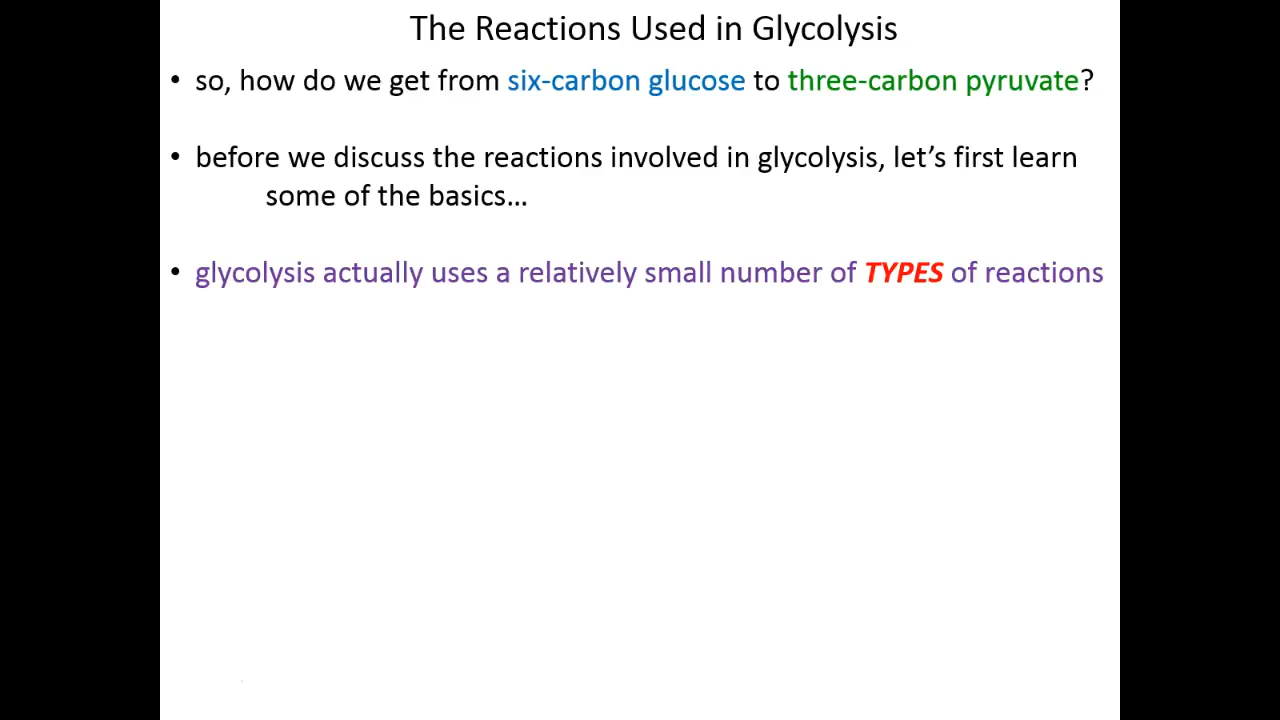 The Reactions Used in Glycolysis
• so, how do we get from six-carbon glucose to three-carbon pyruvate?
• before we discuss the reactions involved in glycolysis, let’s first learn
some of the basics…
• glycolysis actually uses a relatively small number of TYPES of reactions